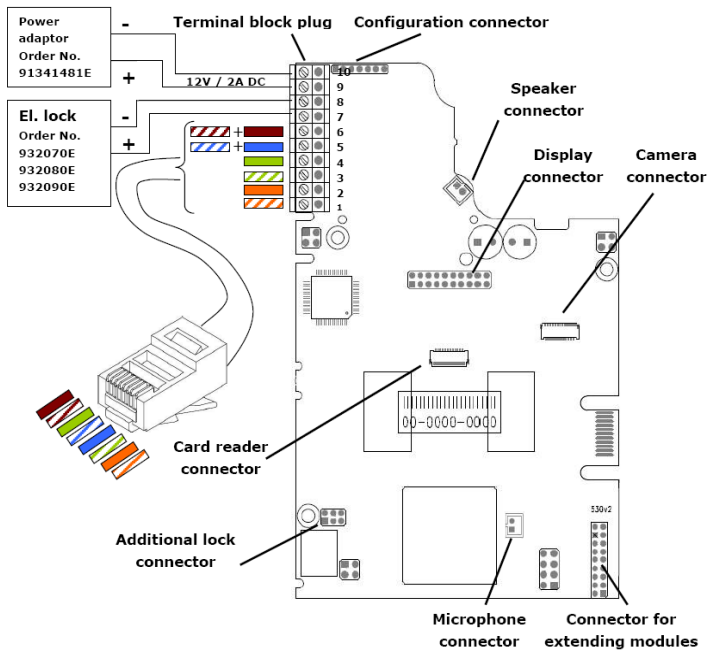 Power
adaptor
Order No.
91341481E
-
+
El. lock
Order No.
932070E
932080E
932090E
-
+
Terminal block plug
Configuration connector
12V / 2A DC
10
9
8
7
6
5
4
3
2
1
+
+
Speaker
connector
Display
connector
Camera
connector
Card reader
connector
00-0000-0000
Additional lock
connector
530v2
Microphone
connector
Connector for
extending modules